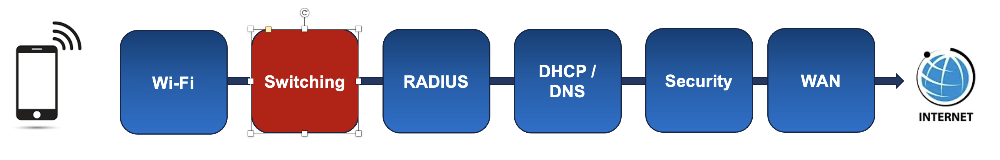 Wi-Fi
Switching
RADIUS
DHCP /
DNS
Security
WAN
INTERNET